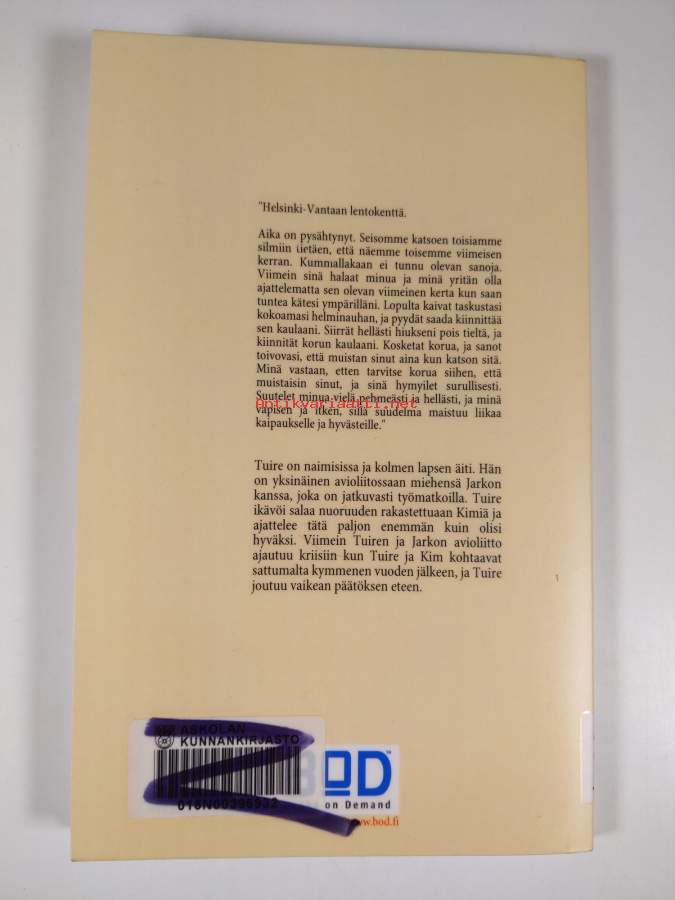 "Helsinki-Vantaan lentokenttä.
Aika on pysähtynyt. Seisomme katsoen toisiamme
silmiin tietäen, että näemme toisemme viimeisen
kerran. Kummallakaan ei tunnu olevan sanoja.
Viimein sinä halaat minua ja minä yritän olla
ajattelematta sen olevan viimeinen kerta kun saan
tuntea kätesi ympärilläni. Lopulta kaivat taskustasi
kokoamasi helminauhan, ja pyydät saada kiinnittää
sen kaulaani. Siirrät hellästi hiukseni pois tieltä, ja
kiinnität korun kaulaani. Kosketat korua, ja sanot
toivovasi, että muistan sinut aina kun katson sitä.
Minä vastaan, etten tarvitse korua siihen, että
muistaisin sinut, ja sinä hymyilet surullisesti.
Suutelet minua vielä pehmeästi ja hellästi, ja minä
Antikvariaatti.net
vapisen ja itken, sillä suudelma maistuu liikaa
kaipaukselle ja hyvästeille."
Tuire on naimisissa ja kolmen lapsen äiti. Hän
on yksinäinen avioliitossaan miehensä Jarkon
kanssa, joka on jatkuvasti työmatkoilla. Tuire
ikävöi salaa nuoruuden rakastettuaan Kimiä ja
ajattelee tätä paljon enemmän kuin olisi
hyväksi. Viimein Tuiren ja Jarkon avioliitto
ajautuu kriisiin kun Tuire ja Kim kohtaavat
sattumalta kymmenen vuoden jälkeen, ja Tuire
joutuu vaikean päätöksen eteen.
ASKOLAN
KUNNANKIRJASTO
BOD™
on Demand
www.bod.fi